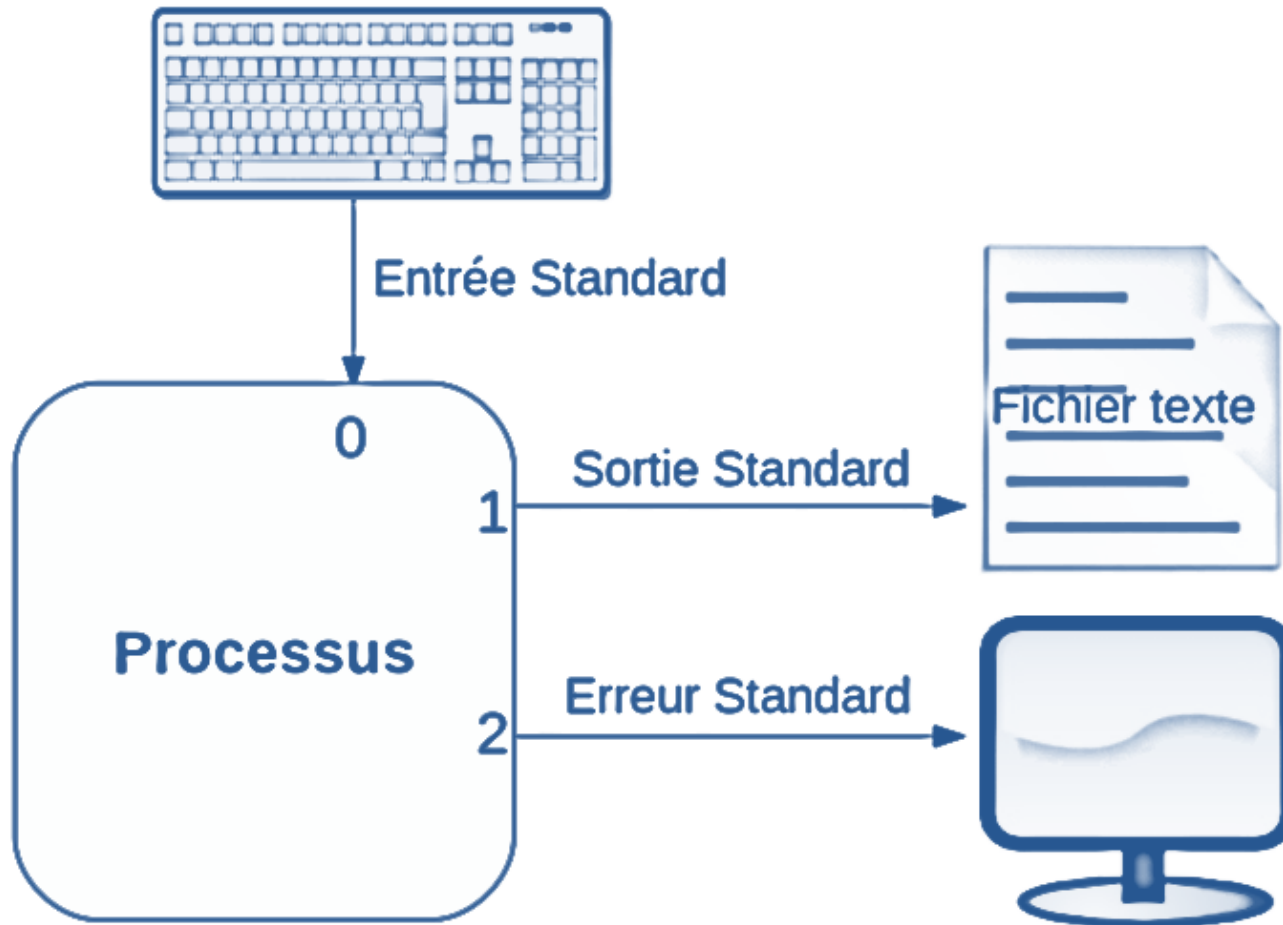 Entrée Standard
Fichier texte
0
Sortie Standard
1
Processus
Erreur Standard
2